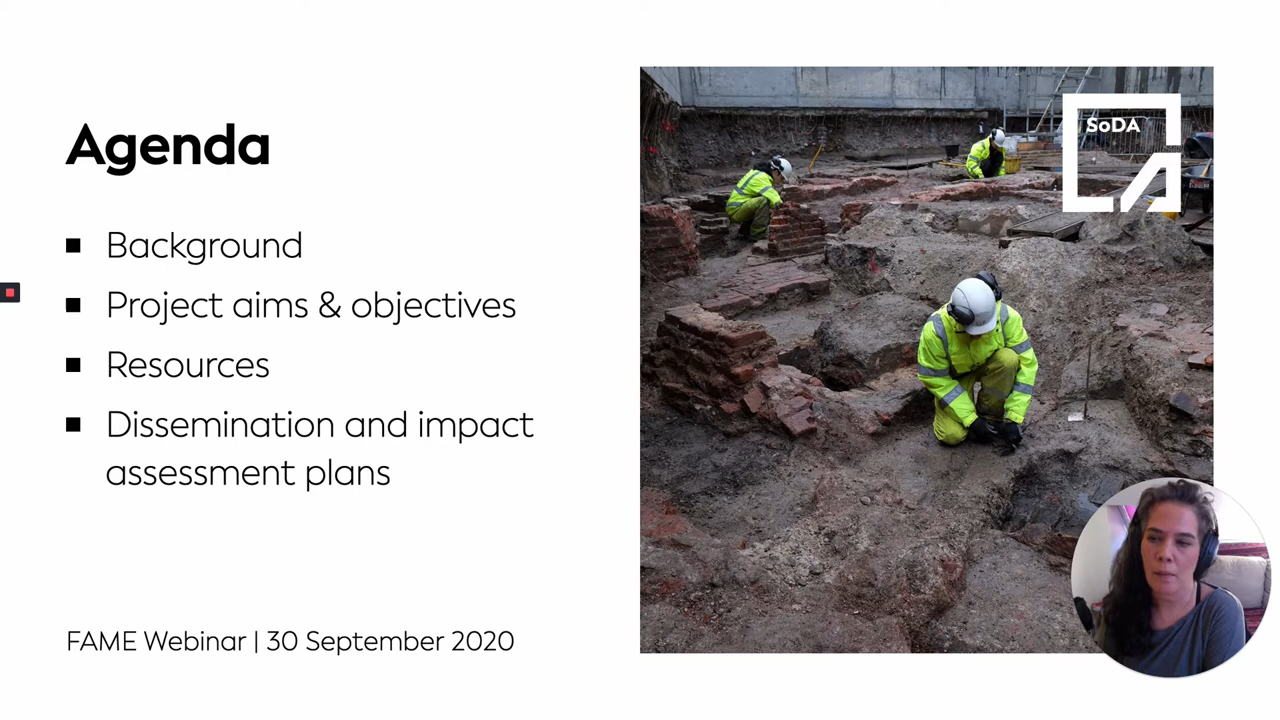 Agenda
Background
Project aims & objectives
Resources
Dissemination and impact
assessment plans
FAME Webinar | 30 September 2020
SoDA